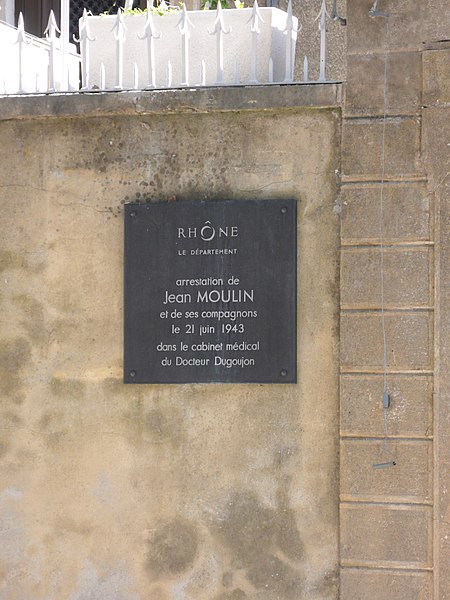 RHÔNE
LE DÉPARTEMENT
arrestation de
Jean MOULIN
et de ses compagnons
le 21 juin 1943
dans le cabinet médical
du Docteur Dugoujon